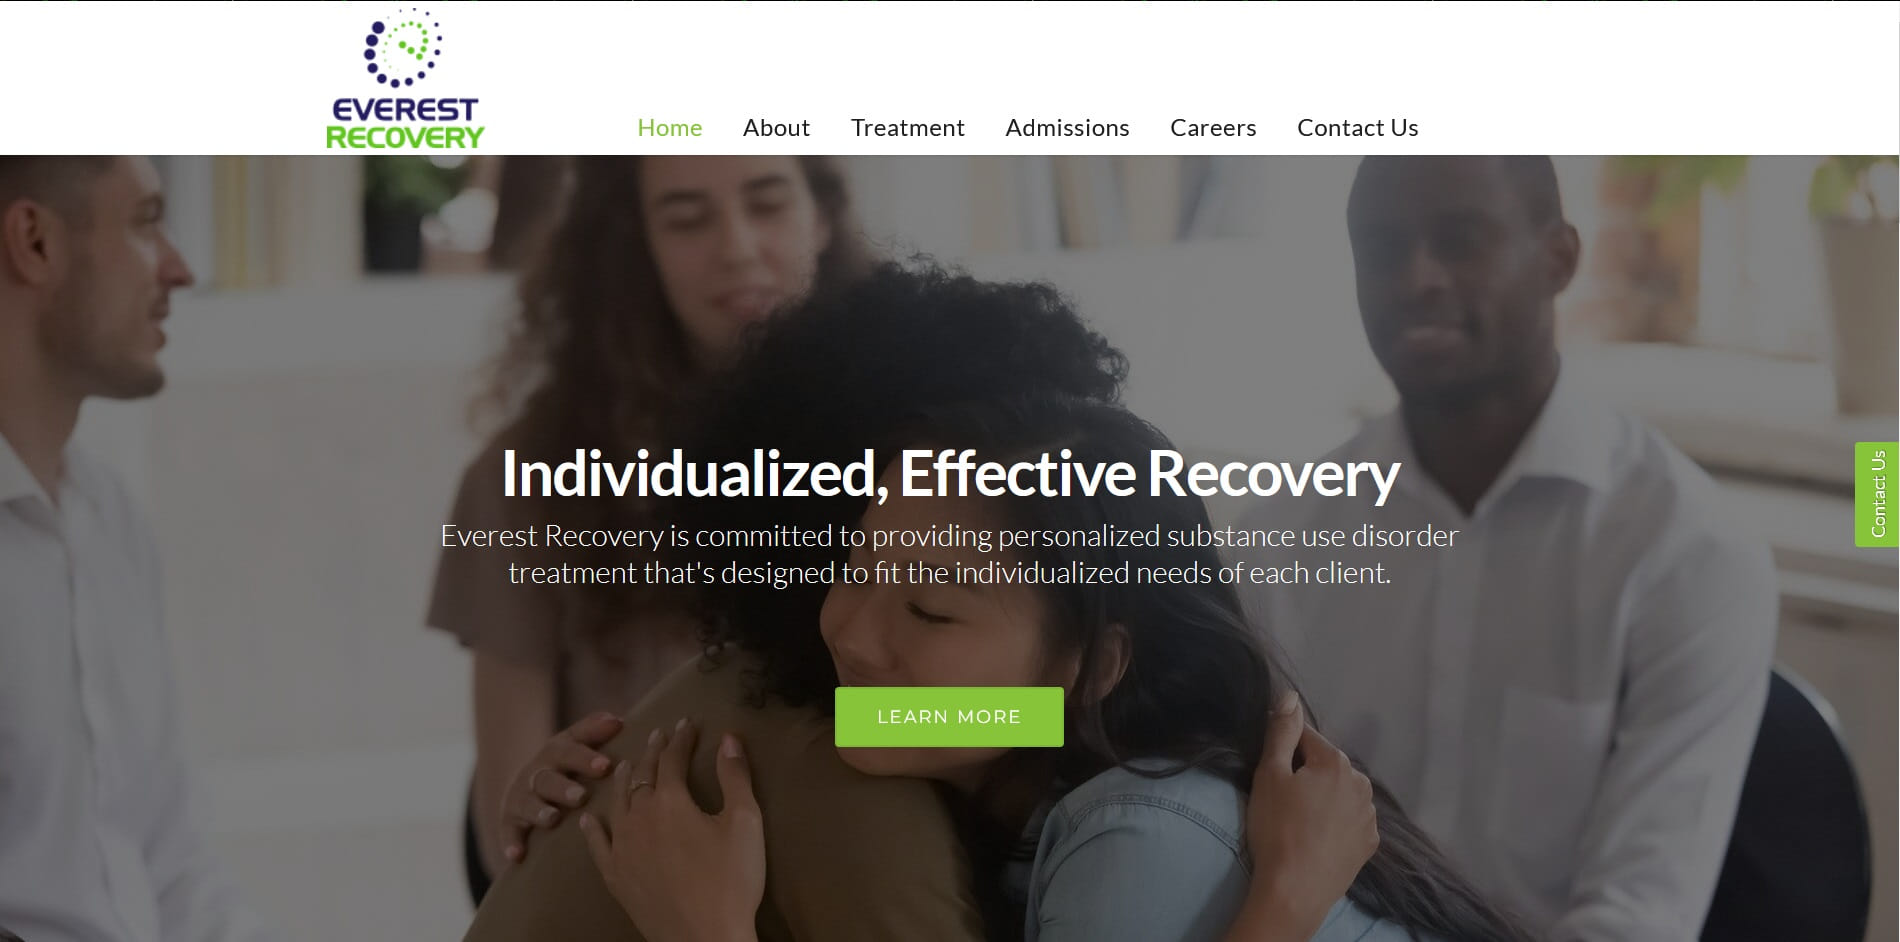 EVEREST
RECOVERY
Home About Treatment Admissions Careers Contact Us
Individualized, Effective Recovery
Everest Recovery is committed to providing personalized substance use disorder
treatment that's designed to fit the individualized needs of each client.
LEARN MORE
Contact Us